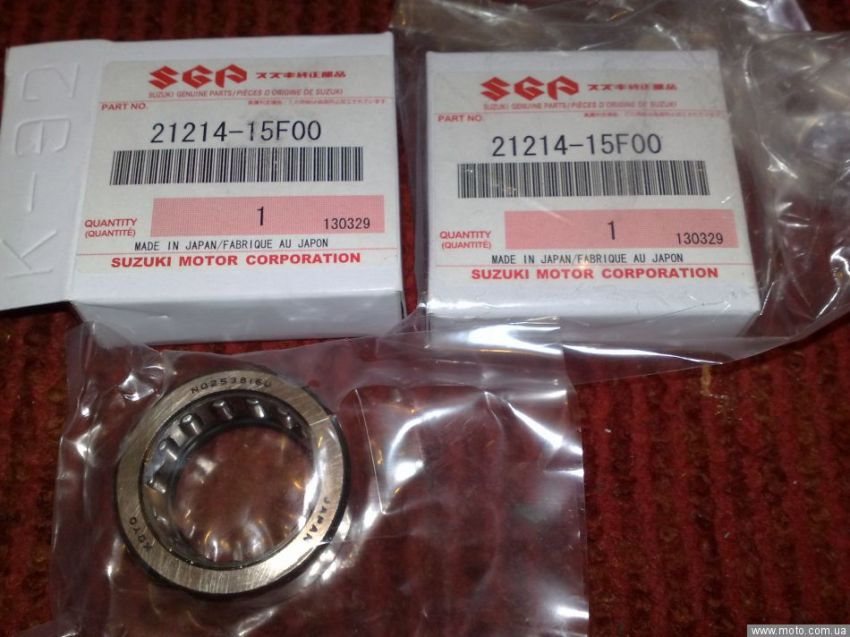 K-92
SGP スズキ純正部品
SUZUKI GENUINE PARTS/PIÈCES D'ORIGINE DE SUZUKI
PART NO.
21214-15F00
QUANTITY
(QUANTITÉ)
1
130329
MADE IN JAPAN/FABRIQUE AU JAPON
SUZUKI MOTOR CORPORATION
SGP スズキ純正部品
SUZUKI GENUINE PARTS/PIÈCES D'ORIGINE DE SUZUKI
PART NO.
21214-15F00
QUANTITY
(QUANTITÉ)
1
130329
MADE IN JAPAN/FABRIQUE AU JAPON
SUZUKI MOTOR CORPORATION
KOYO
JAPAN
www.moto.com.ua